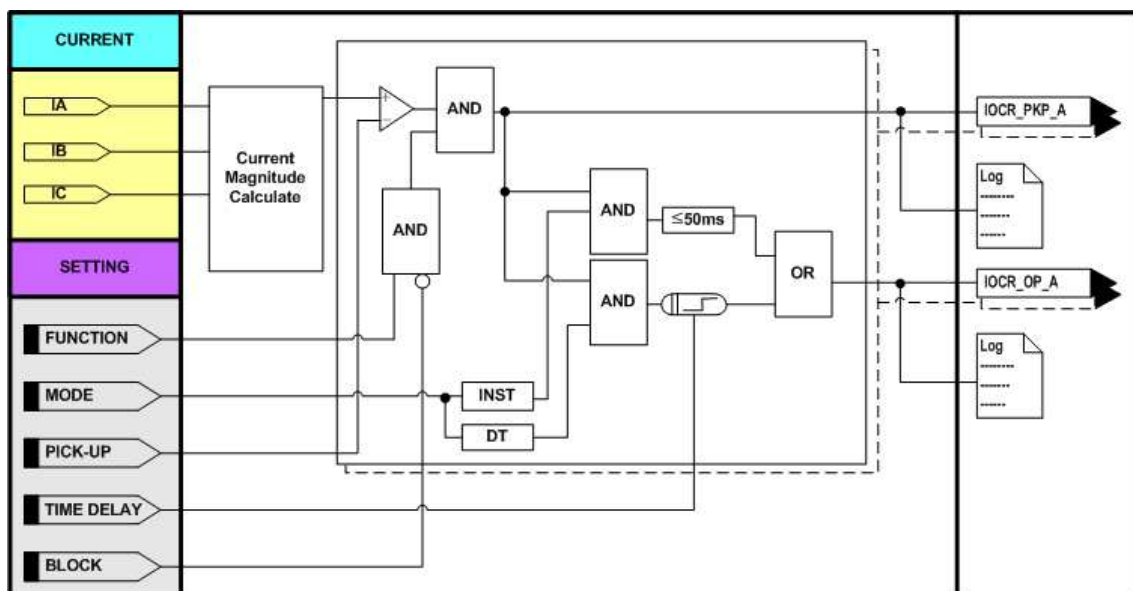 CURRENT
IA
IB
IC
SETTING
FUNCTION
MODE
PICK-UP
TIME DELAY
BLOCK
Current
Magnitude
Calculate
+
−
AND
AND
AND
≤50ms
AND
OR
INST
DT
IOCR_PKP_A
Log
IOCR_OP_A
Log